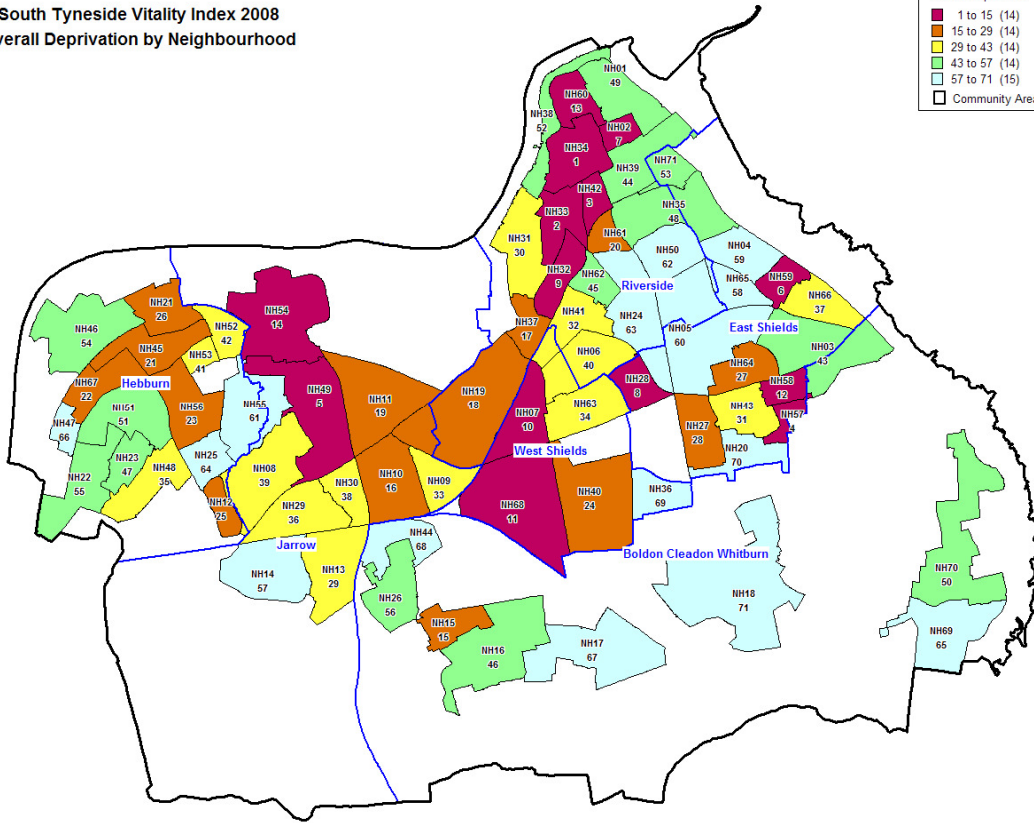 South Tyneside Vitality Index 2008
verall Deprivation by Neighbourhood
1 to 15 (14)
15 to 29 (14)
29 to 43 (14)
43 to 57 (14)
57 to 71 (15)
Community Area
NH01
49
NH60
13
NH38
52
NH02
7
NH34
1
NH39
44
NH71
53
NH42
3
NH35
48
NH33
2
NH31
30
NH61
20
NH50
62
NH04
59
NH32
9
NH62
45
Riverside
NH65
58
NH59
6
NH66
37
NH54
14
NH21
26
NH46
54
NH52
42
NH37
17
NH41
32
NH24
63
NH05
60
East Shields
NH03
43
NH45
21
NH53
41
NH06
40
NH64
27
NH67
22
Hebburn
NH49
5
NH11
19
NH19
18
NH28
8
NH58
12
NH51
51
NH56
23
NH55
61
NH07
10
NH63
34
NH43
31
NH57
4
NH47
66
NH27
28
NH20
70
NH23
47
NH25
64
West Shields
NH22
55
NH48
35
NH08
39
NH30
38
NH10
16
NH09
33
NH40
24
NH36
69
NH12
25
NH29
36
NH68
11
NH44
68
Jarrow
Boldon Cleadon Whitburn
NH14
57
NH13
29
NH26
56
NH18
71
NH70
50
NH15
15
NH16
46
NH17
67
NH69
65